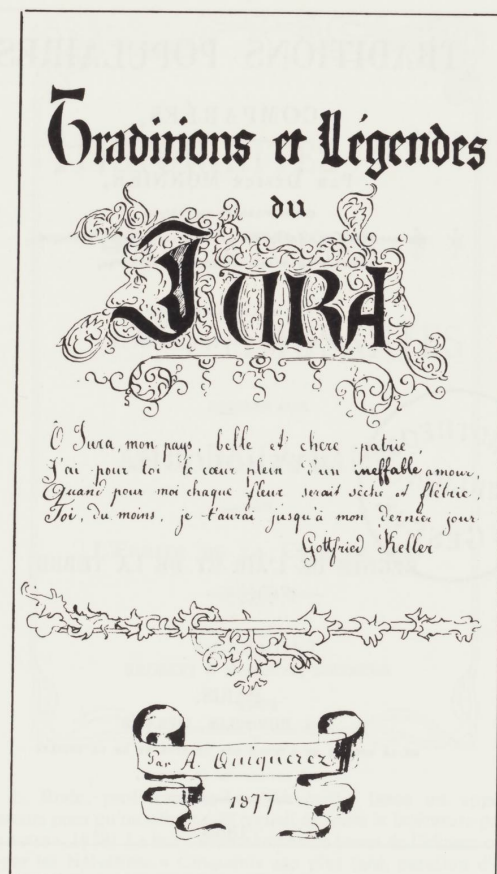 Traditions et Légendes
du
JURA
Ô Jura, mon pays, belle et chere patrie,
J'ai pour toi le cœur plein d'un ineffable amour,
Quand pour moi chaque fleur serait sèche et flétrie,
Toi, du moins, je t'aurai jusqu'à mon dernier jour
Gottfried Keller
Par A. Quiquerez
1877